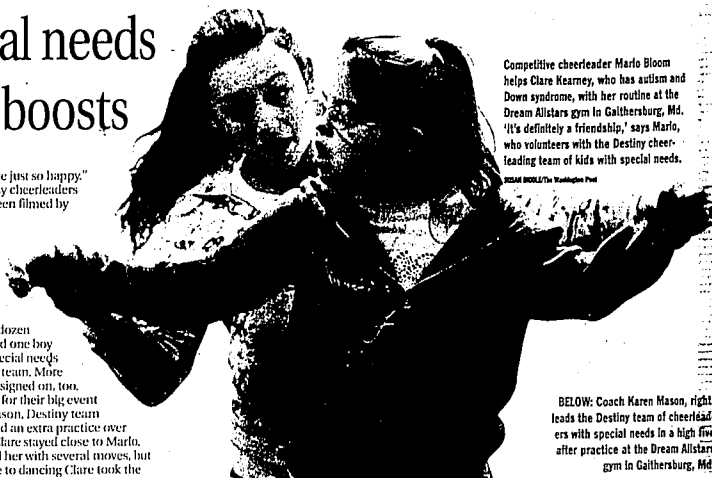 al needs
boosts
e just so happy."
y cheerleaders
een filmed by
dozen
d one boy
ecial needs
team. More
signed on, too.
for their big event
son, Destiny team
d an extra practice over
Clare stayed close to Marlo.
d her with several moves, but
e to dancing Clare took the
Competitive cheerleader Marlo Bloom
helps Clare Kearney, who has autism and
Down syndrome, with her routine at the
Dream Allstars gym in Gaithersburg, Md.
'It's definitely a friendship,' says Marlo,
who volunteers with the Destiny cheer-
leading team of kids with special needs.
SUSAN BIDDLE/The Washington Post
BELOW: Coach Karen Mason, right
leads the Destiny team of cheerlead
ers with special needs in a high five
after practice at the Dream Allstars
gym in Gaithersburg, Md